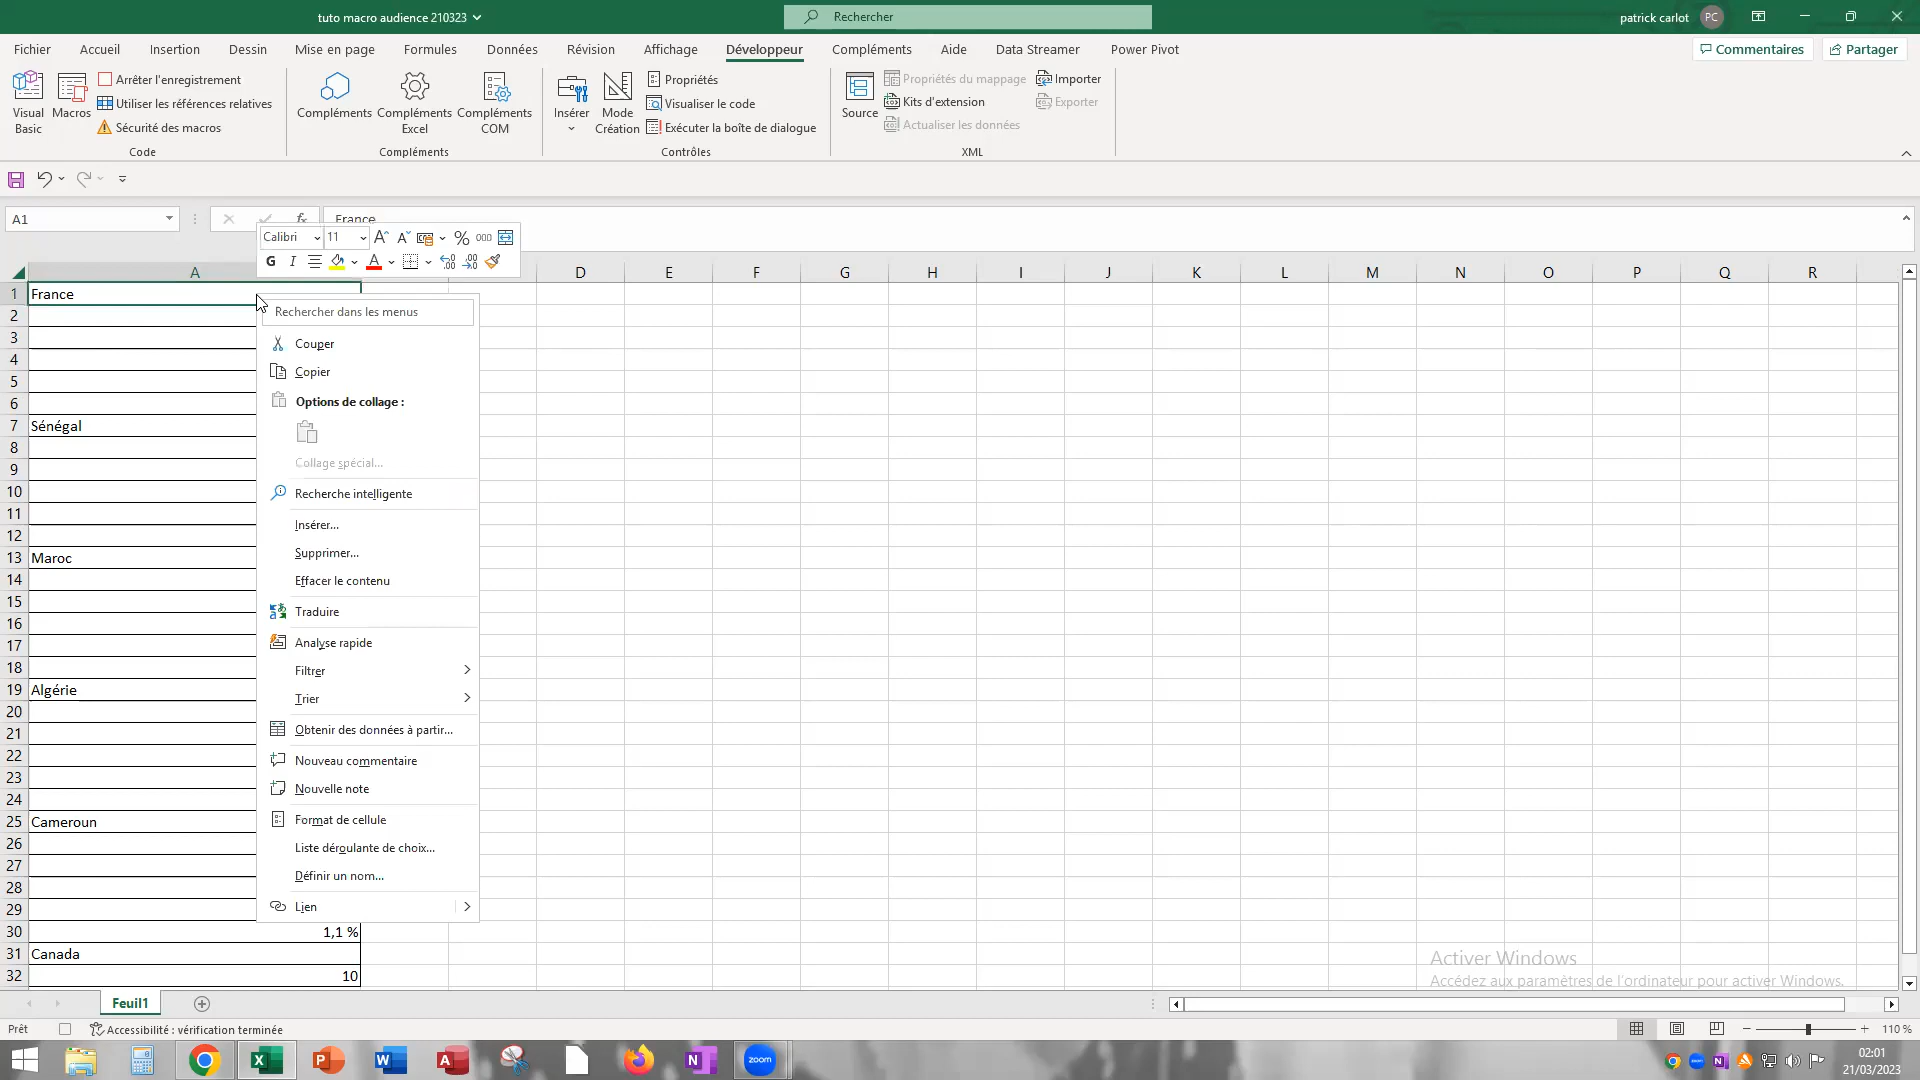 tuto macro audience 210323
Rechercher
patrick carlot PC
Fichier Accueil Insertion Dessin Mise en page Formules Données Révision Affichage Développeur Compléments Aide Data Streamer Power Pivot
Commentaires Partager
Visual Basic
Macros
Arrêter l'enregistrement
Utiliser les références relatives
Sécurité des macros
Code
Compléments
Compléments Excel
Compléments COM
Compléments
Insérer
Mode Création
Propriétés
Visualiser le code
Exécuter la boîte de dialogue
Contrôles
Source
Propriétés du mappage
Kits d'extension
Actualiser les données
Importer
Exporter
XML
A1
fx
France
Calibri 11 A A % 000
G I A
A D E F G H I J K L M N O P Q R
1 France
2
3
4
5
6
7 Sénégal
8
9
10
11
12
13 Maroc
14
15
16
17
18
19 Algérie
20
21
22
23
24
25 Cameroun
26
27
28
29
30 1,1 %
31 Canada
32 10
Rechercher dans les menus
Couper
Copier
Options de collage :
Collage spécial...
Recherche intelligente
Insérer...
Supprimer...
Effacer le contenu
Traduire
Analyse rapide
Filtrer
Trier
Obtenir des données à partir...
Nouveau commentaire
Nouvelle note
Format de cellule
Liste déroulante de choix...
Définir un nom...
Lien
Activer Windows
Accédez aux paramètres de l'ordinateur pour activer Windows.
Feuil1
Prêt
Accessibilité : vérification terminée
110 %
zoom
02:01
21/03/2023